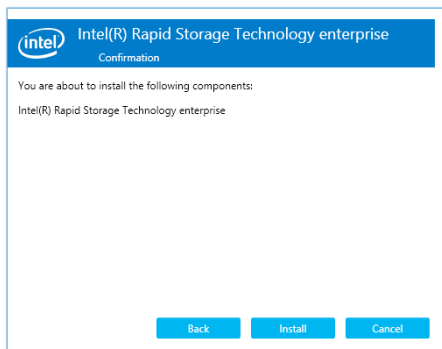 intel
Intel(R) Rapid Storage Technology enterprise
Confirmation
You are about to install the following components:
Intel(R) Rapid Storage Technology enterprise
Back Install Cancel